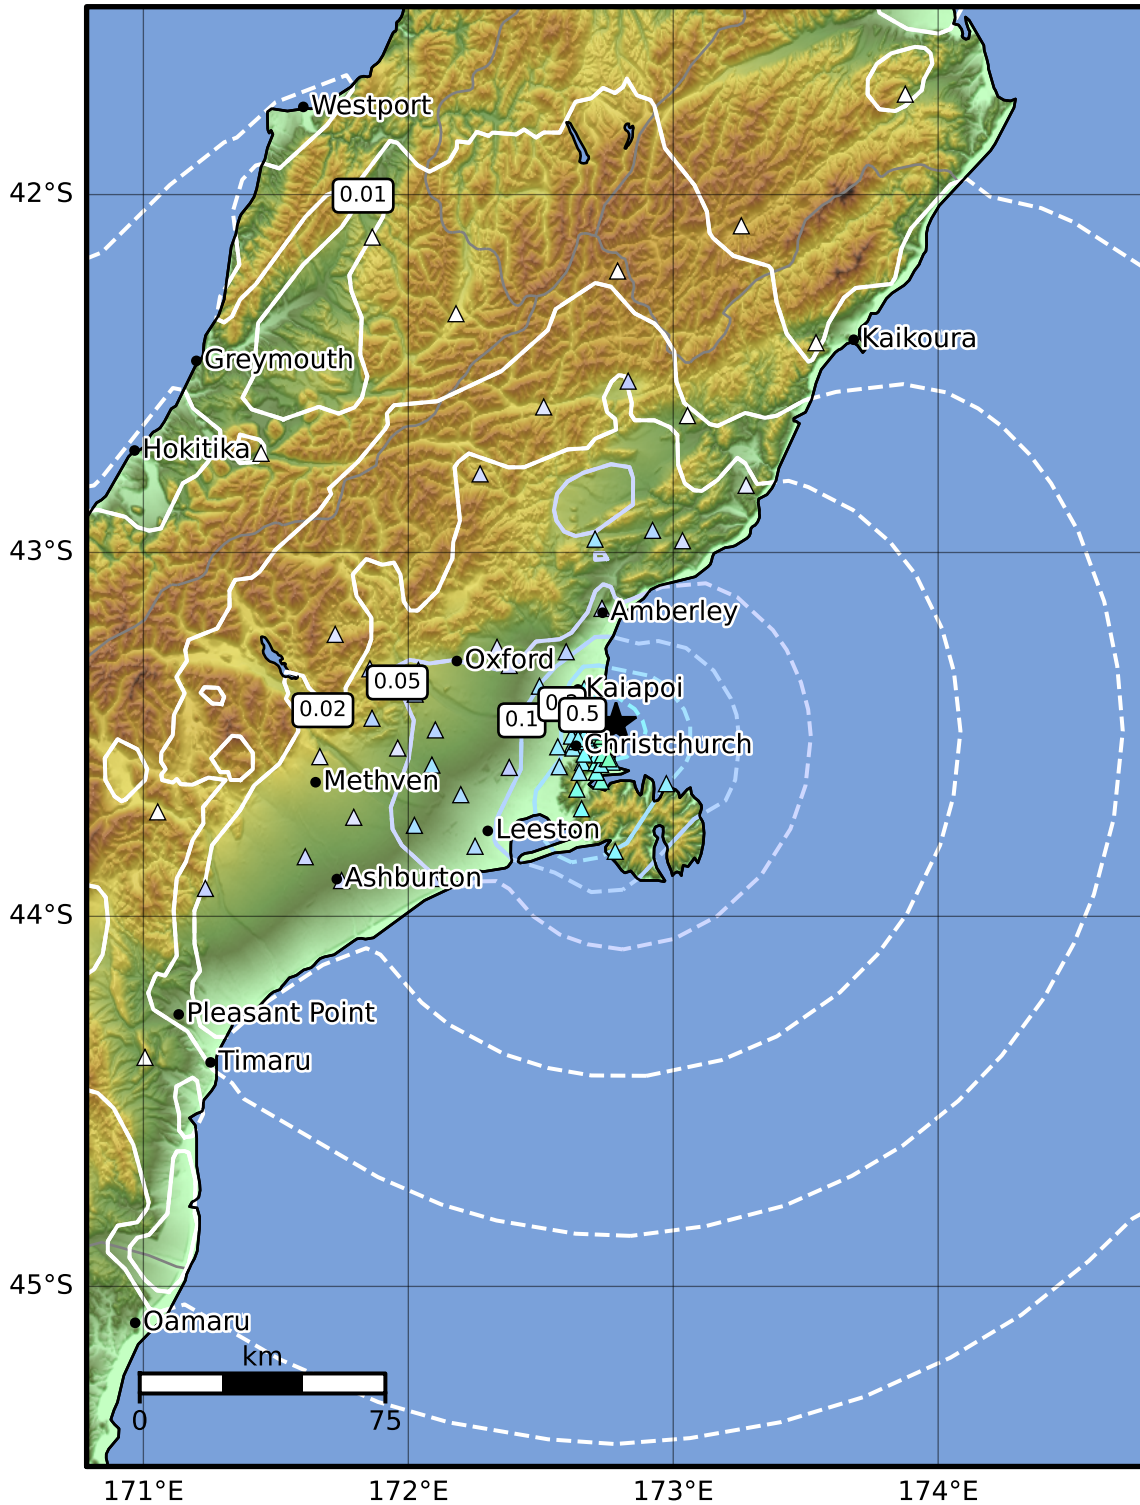 Westport
42°S
0.01
Greymouth
Kaikoura
Hokitika
43°S
Amberley
Oxford
0.05
Kaiapoi
0.02
0.1
0.5
Christchurch
Methven
Leeston
Ashburton
44°S
Pleasant Point
Timaru
45°S
Oamaru
km
0 75
171°E 172°E 173°E 174°E